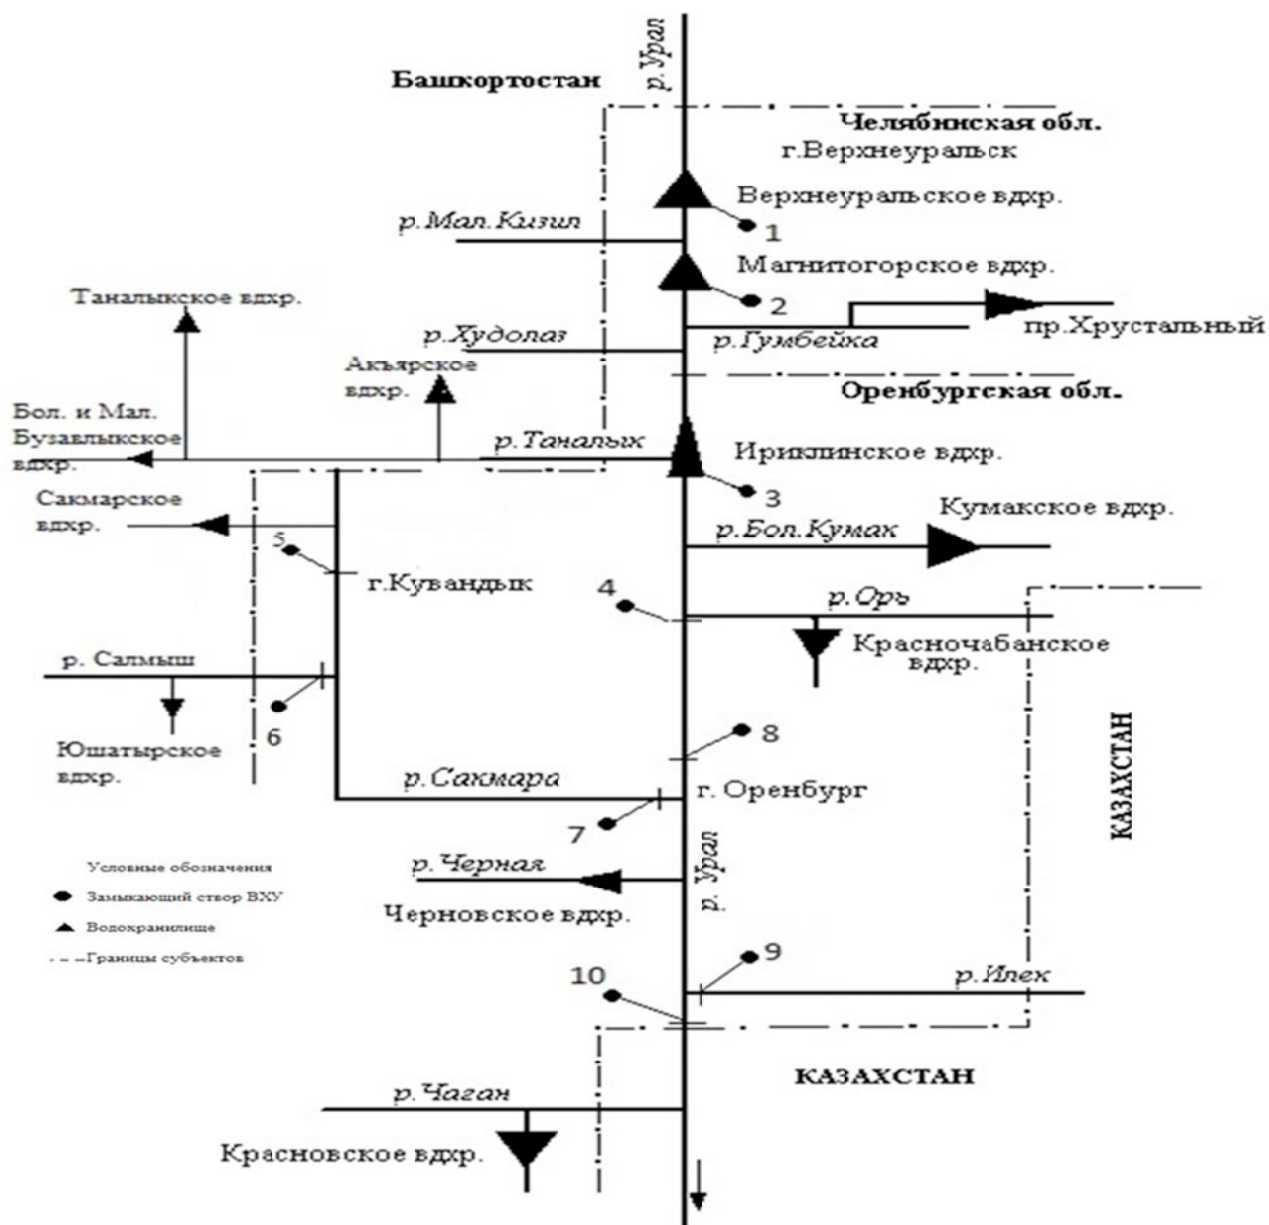 р. Урал
Башкортостан
Челябинская обл.
г.Верхнеуральск
Верхнеуральское вдхр.
1
р.Мал.Кизил
Магнитогорское вдхр.
2
Таналыкское вдхр.
пр.Хрустальный
р.Гумбейка
р.Худолаз
Акъярское
вдхр.
Оренбургская обл.
Бол. и Мал.
Бузавлыкское
вдхр.
р.Таналык
Ириклинское вдхр.
3
Сакмарское
вдхр.
Кумакское вдхр.
р.Бол.Кумак
5
г.Кувандык
4
р.Орь
Красночабанское
вдхр.
р. Салмыш
6
Юшатырское
вдхр.
8
КАЗАХСТАН
р.Сакмара
г. Оренбург
7
р. Урал
р.Черная
Черновское вдхр.
Условные обозначения
Замыкающий створ ВХУ
Водохранилище
Границы субъектов
9
10
р.Илек
КАЗАХСТАН
р.Чаган
Красновское вдхр.